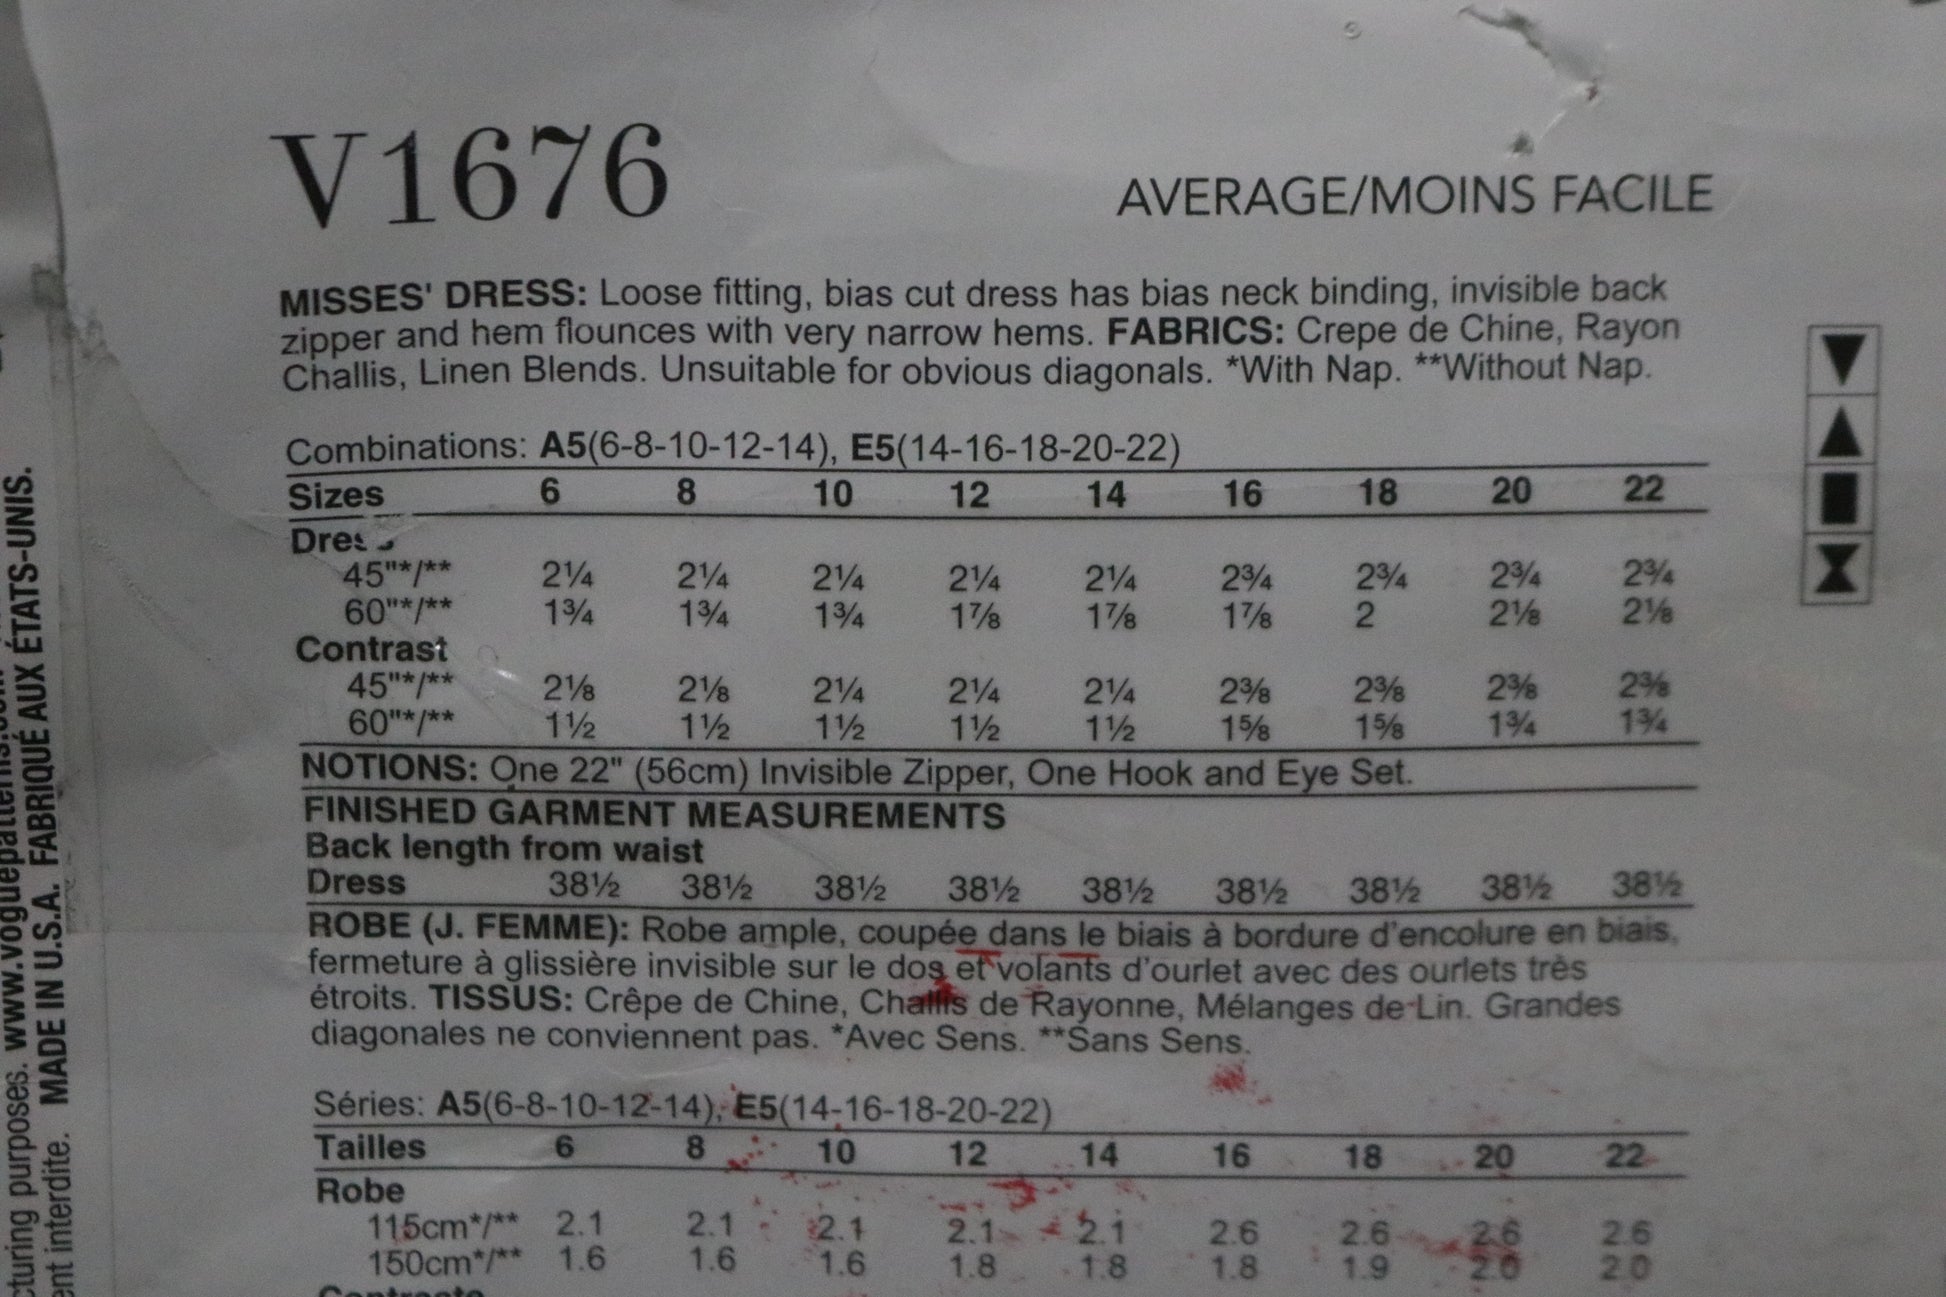 V1676
AVERAGE/MOINS FACILE
MISSES' DRESS: Loose fitting, bias cut dress has bias neck binding, invisible back
zipper and hem flounces with very narrow hems. FABRICS: Crepe de Chine, Rayon
Challis, Linen Blends. Unsuitable for obvious diagonals. *With Nap. **Without Nap.
Combinations: A5(6-8-10-12-14), E5(14-16-18-20-22)
Sizes 6 8 10 12 14 16 18 20 22
Dress
45"*/** 2¼ 2¼ 2¼ 2¼ 2¼ 2¾ 2¾ 2¾ 2¾
60"*/** 1¾ 1¾ 1¾ 1⅞ 1⅞ 1⅞ 2 2⅛ 2⅛
Contrast
45"*/** 2⅛ 2⅛ 2¼ 2¼ 2¼ 2⅜ 2⅜ 2⅜ 2⅜
60"*/** 1½ 1½ 1½ 1½ 1½ 1⅝ 1⅝ 1¾ 1¾
NOTIONS: One 22" (56cm) Invisible Zipper, One Hook and Eye Set.
FINISHED GARMENT MEASUREMENTS
Back length from waist
Dress 38½ 38½ 38½ 38½ 38½ 38½ 38½ 38½ 38½
ROBE (J. FEMME): Robe ample, coupée dans le biais à bordure d'encolure en biais,
fermeture à glissière invisible sur le dos et volants d'ourlet avec des ourlets très
étroits. TISSUS: Crêpe de Chine, Challis de Rayonne, Mélanges de Lin. Grandes
diagonales ne conviennent pas. *Avec Sens. **Sans Sens.
Séries: A5(6-8-10-12-14), E5(14-16-18-20-22)
Tailles 6 8 10 12 14 16 18 20 22
Robe
115cm*/** 2.1 2.1 2.1 2.1 2.1 2.6 2.6 2.6 2.6
150cm*/** 1.6 1.6 1.6 1.8 1.8 1.8 1.9 2.0 2.0
Contraste
cturing purposes. www.voguepatterns.com
ent interdite. MADE IN U.S.A. FABRIQUÉ AUX ÉTATS-UNIS.